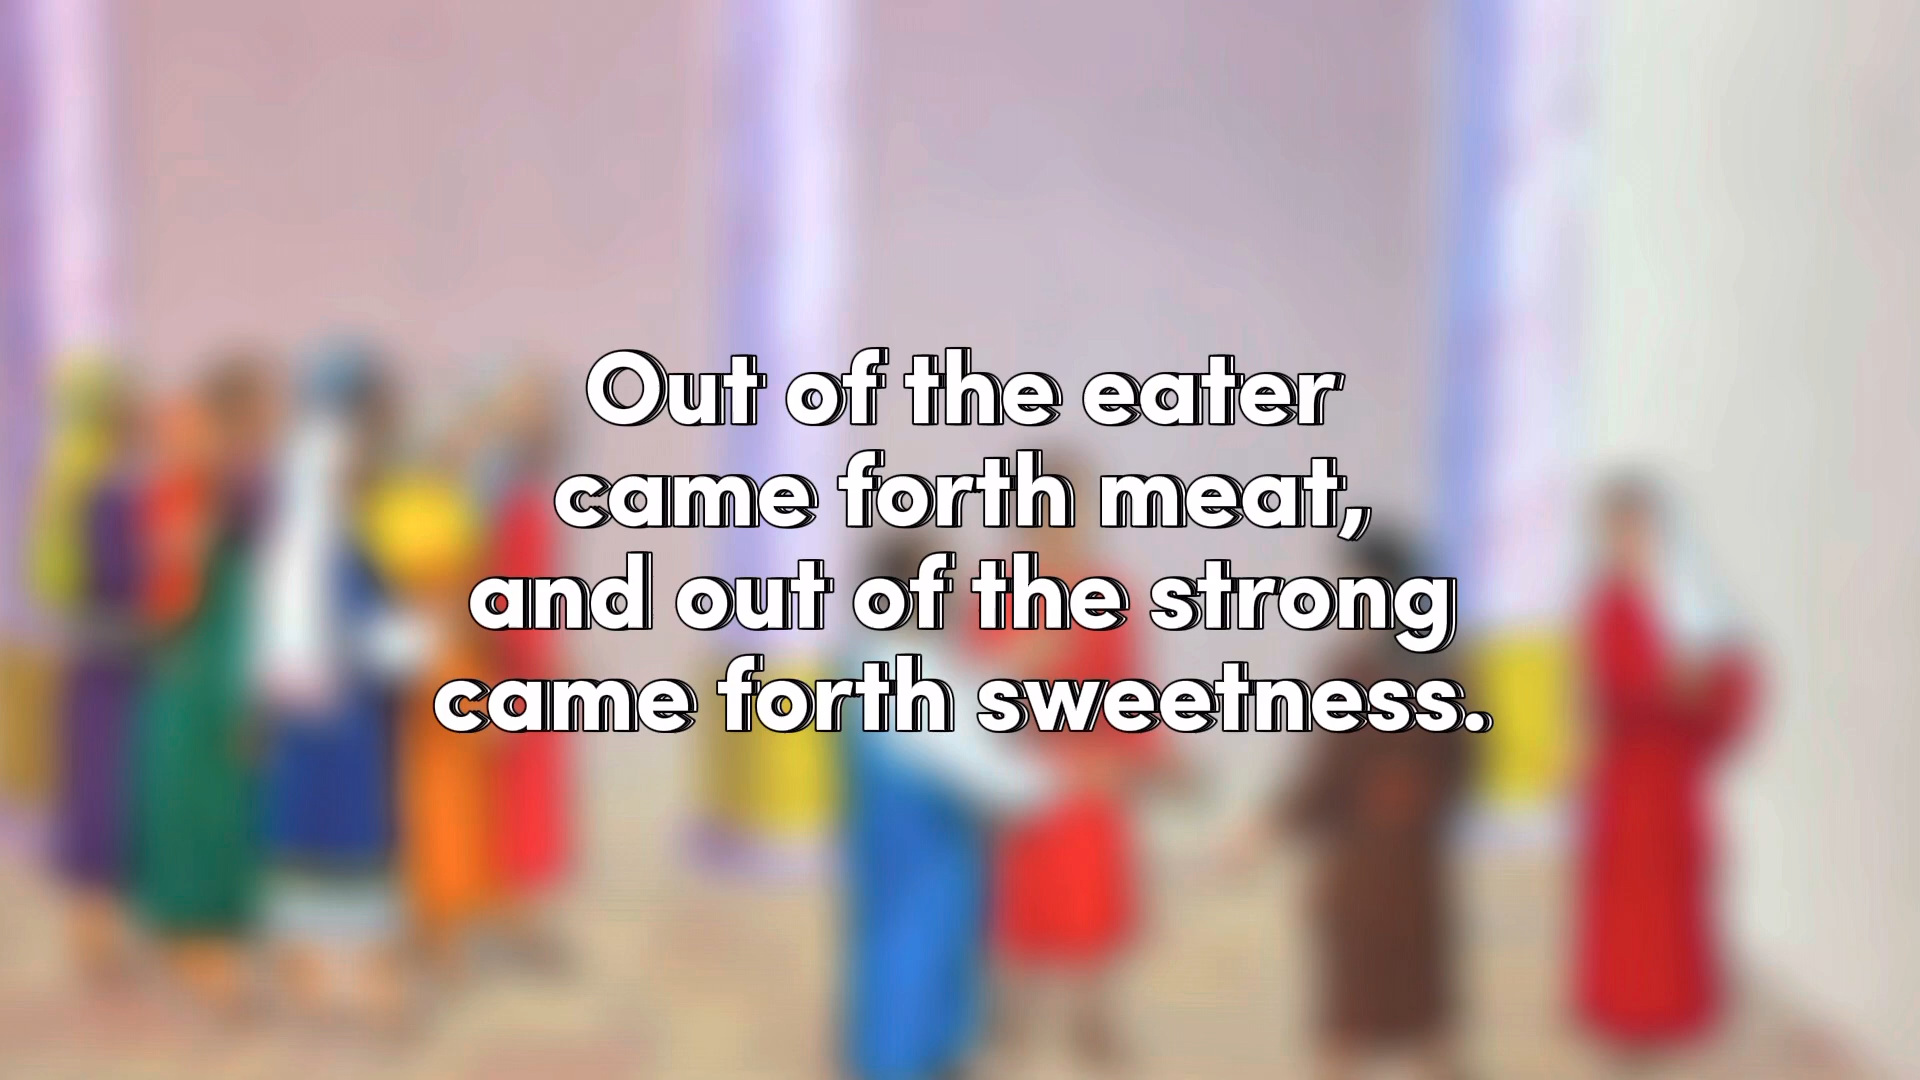 Out of the eater
came forth meat,
and out of the strong
came forth sweetness.